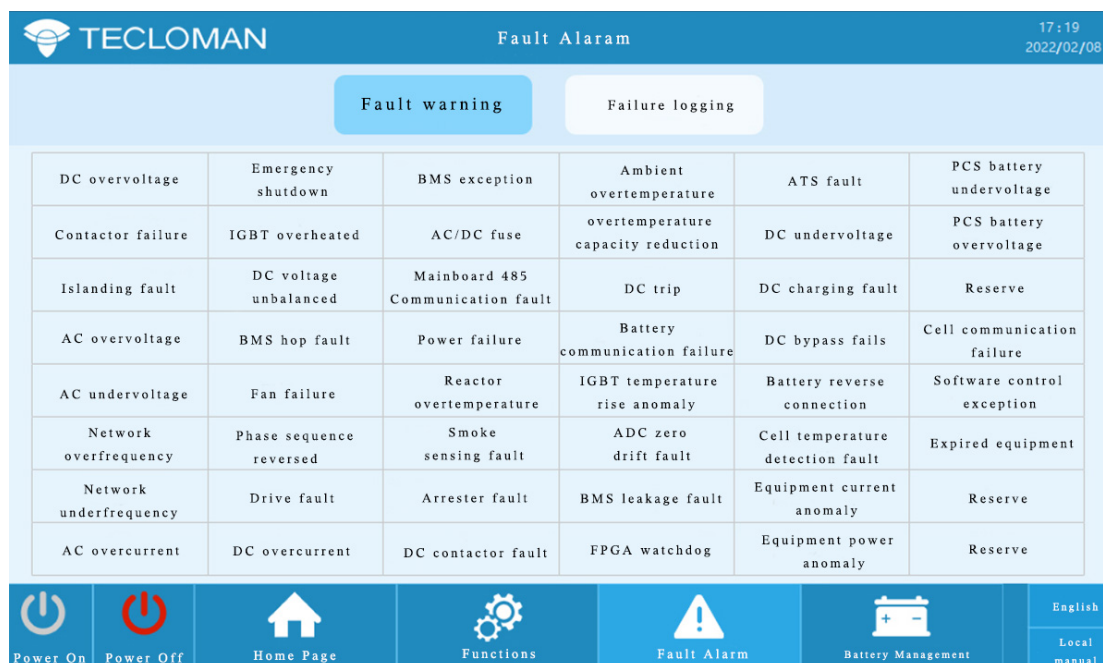 TECLOMAN
Fault Alaram
17:19
2022/02/08
Fault warning
Failure logging
DC overvoltage
Emergency
shutdown
BMS exception
Ambient
overtemperature
ATS fault
PCS battery
undervoltage
Contactor failure
IGBT overheated
AC/DC fuse
overtemperature
capacity reduction
DC undervoltage
PCS battery
overvoltage
Islanding fault
DC voltage
unbalanced
Mainboard 485
Communication fault
DC trip
DC charging fault
Reserve
AC overvoltage
BMS hop fault
Power failure
Battery
communication failure
DC bypass fails
Cell communication
failure
AC undervoltage
Fan failure
Reactor
overtemperature
IGBT temperature
rise anomaly
Battery reverse
connection
Software control
exception
Network
overfrequency
Phase sequence
reversed
Smoke
sensing fault
ADC zero
drift fault
Cell temperature
detection fault
Expired equipment
Network
underfrequency
Drive fault
Arrester fault
BMS leakage fault
Equipment current
anomaly
Reserve
AC overcurrent
DC overcurrent
DC contactor fault
FPGA watchdog
Equipment power
anomaly
Reserve
Power On
Power Off
Home Page
Functions
Fault Alarm
Battery Management
English
Local
manual